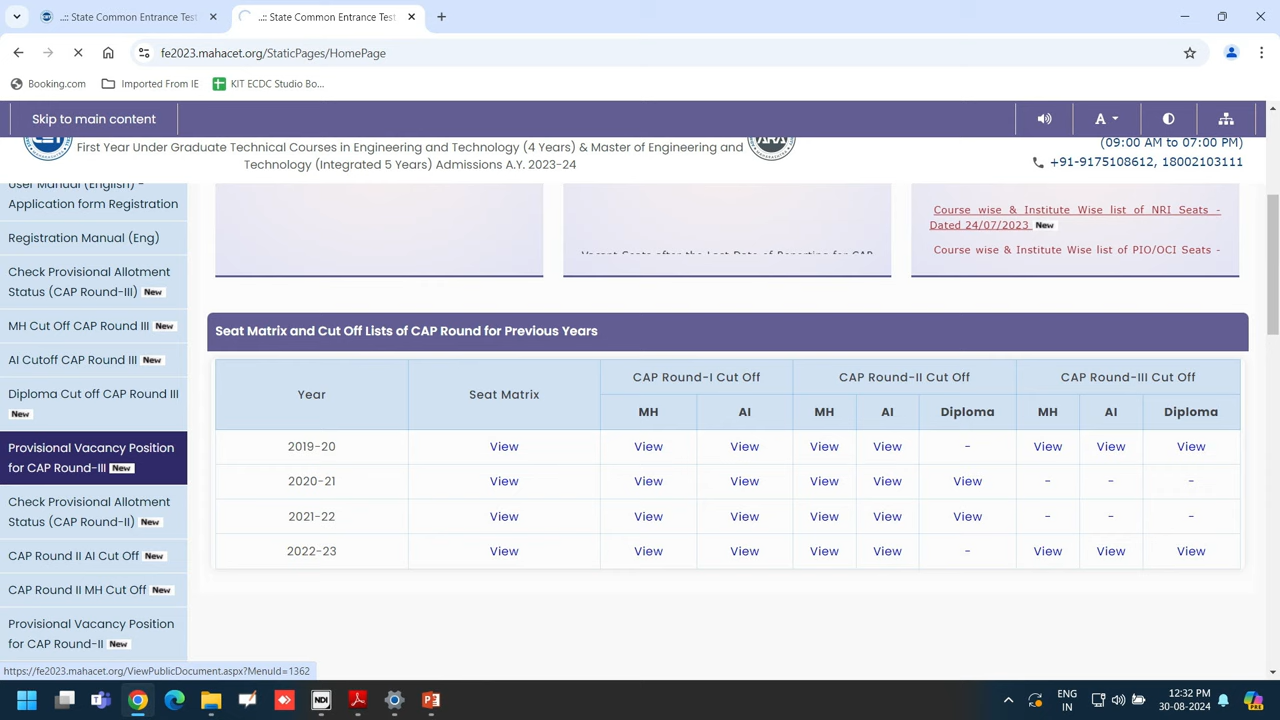 ..: State Common Entrance Test
..: State Common Entrance Test
fe2023.mahacet.org/StaticPages/HomePage
Booking.com
Imported From IE
KIT ECDC Studio Bo...
Skip to main content
A
First Year Under Graduate Technical Courses in Engineering and Technology (4 Years) & Master of Engineering and
Technology (Integrated 5 Years) Admissions A.Y. 2023-24
(09:00 AM to 07:00 PM)
+91-9175108612, 18002103111
User Manual (English) -
Application form Registration
Registration Manual (Eng)
Check Provisional Allotment
Status (CAP Round-III) New
MH Cut Off CAP Round III New
AI Cutoff CAP Round III New
Diploma Cut off CAP Round III
New
Provisional Vacancy Position
for CAP Round-III New
Check Provisional Allotment
Status (CAP Round-II) New
CAP Round II AI Cut Off New
CAP Round II MH Cut Off New
Provisional Vacancy Position
for CAP Round-II New
Vacant Seats after the Last Date of Reporting for CAP
Course wise & Institute Wise list of NRI Seats -
Dated 24/07/2023 New
Course wise & Institute Wise list of PIO/OCI Seats -
Seat Matrix and Cut Off Lists of CAP Round for Previous Years
Year Seat Matrix CAP Round-I Cut Off CAP Round-II Cut Off CAP Round-III Cut Off
MH AI MH AI Diploma MH AI Diploma
2019-20 View View View View View - View View View
2020-21 View View View View View View - - -
2021-22 View View View View View View - - -
2022-23 View View View View View - View View View
https://fe2023.mahacet.org/ViewPublicDocument.aspx?MenuId=1362
ENG
IN
12:32 PM
30-08-2024